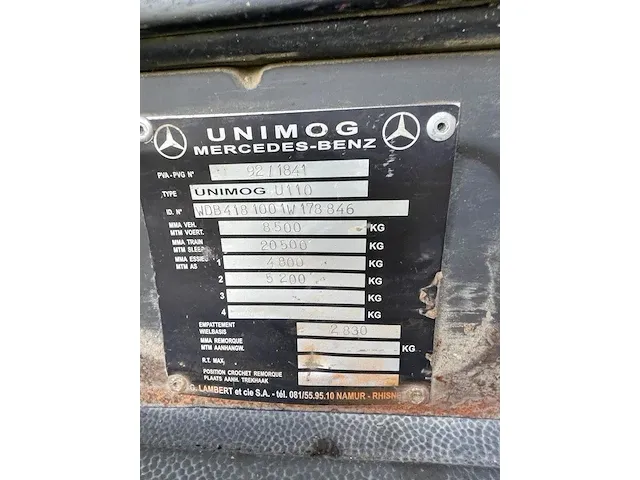 UNIMOG
MERCEDES-BENZ
PVA - PVG N° 92/1841
TYPE UNIMOG U110
ID. N° WDB4181001W178846
MMA VEH. MTM VOERT. 8500 KG
MMA TRAIN MTM SLEEP 20500 KG
MMA ESSIEU MTM AS 1 4800 KG
2 5200 KG
3 KG
4 KG
EMPATTEMENT WIELBASIS 2.830
MMA REMORQUE MTM AANHANGW. KG
R.T. MAX.
POSITION CROCHET REMORQUE
PLAATS AANH. TREKHAAK
G. LAMBERT et cie S.A. - tél. 081/55.95.10 NAMUR - RHISNE